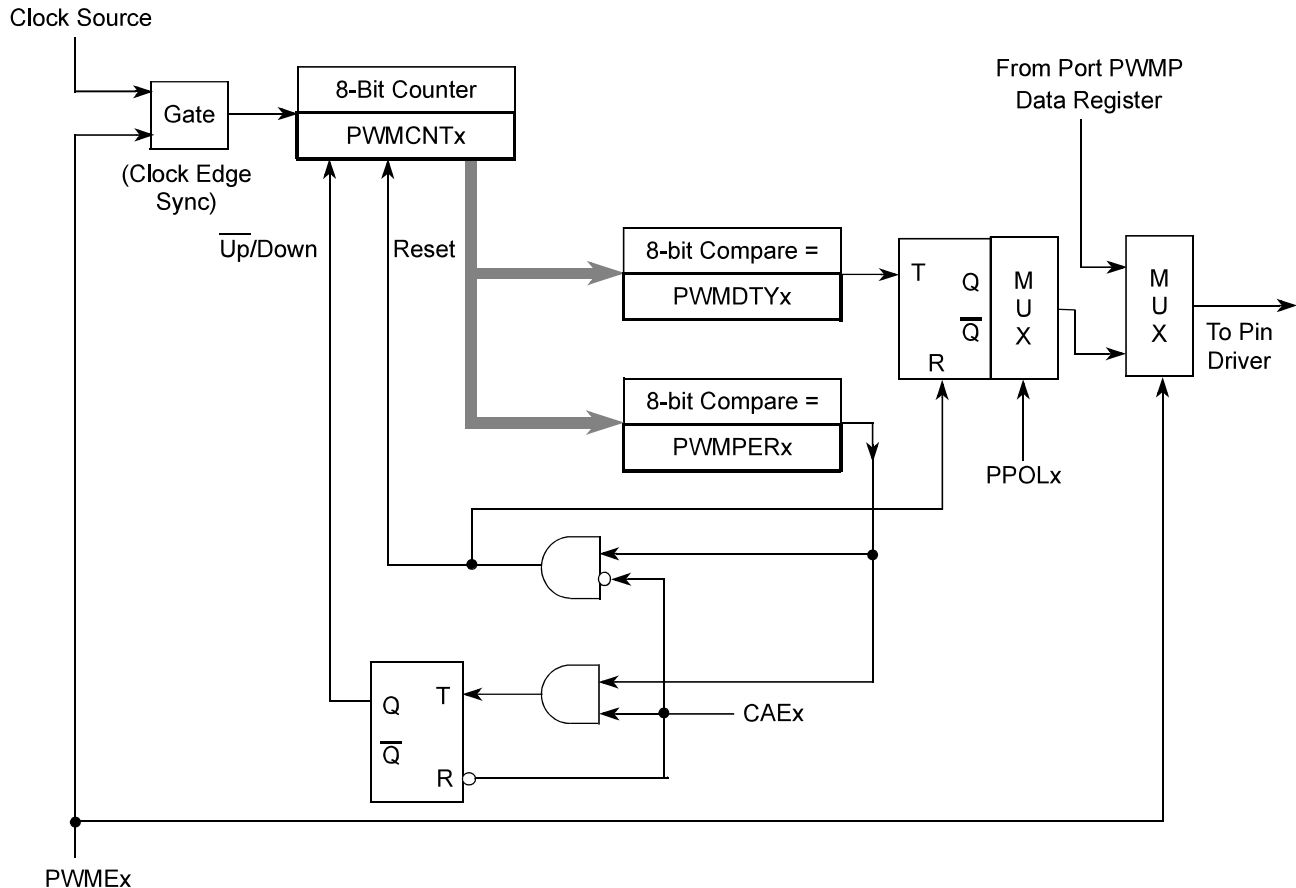 Clock Source
Gate
(Clock Edge
Sync)
8-Bit Counter
PWMCNTx
U̅p̅/Down
Reset
From Port PWMP
Data Register
8-bit Compare =
PWMDTYx
T
Q
Q̅
R
M
U
X
M
U
X
To Pin
Driver
8-bit Compare =
PWMPERx
PPOLx
Q
Q̅
T
R
CAEx
PWMEx